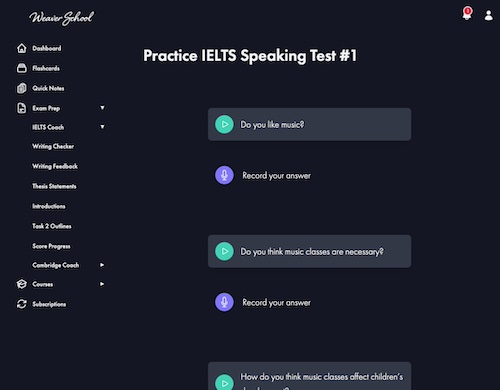 Weaver School
1
Dashboard
Flashcards
Quick Notes
Exam Prep
IELTS Coach
Writing Checker
Writing Feedback
Thesis Statements
Introductions
Task 2 Outlines
Score Progress
Cambridge Coach
Courses
Subscriptions
Practice IELTS Speaking Test #1
Do you like music?
Record your answer
Do you think music classes are necessary?
Record your answer
How do you think music classes affect children's